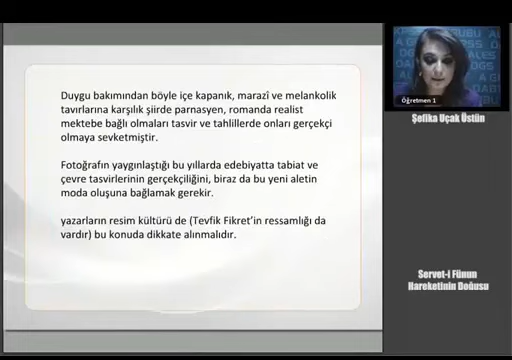 Duygu bakımından böyle içe kapanık, marazî ve melankolik
tavırlarına karşılık şiirde parnasyen, romanda realist
mektebe bağlı olmaları tasvir ve tahlillerde onları gerçekçi
olmaya sevketmiştir.
Fotoğrafın yaygınlaştığı bu yıllarda edebiyatta tabiat ve
çevre tasvirlerinin gerçekçiliğini, biraz da bu yeni aletin
moda oluşuna bağlamak gerekir.
yazarların resim kültürü de (Tevfik Fikret'in ressamlığı da
vardır) bu konuda dikkate alınmalıdır.
Öğretmen 1
Şefika Uçak Üstün
Servet-i Fünun
Hareketinin Doğusu